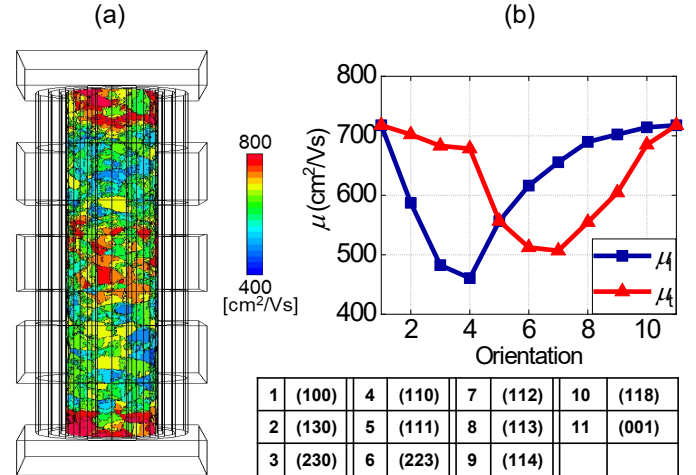 (a)
800
400
[cm²/Vs]
(b)
μ(cm²/Vs)
800
700
600
500
400
2 4 6 8 10
Orientation
μl
μt
1 (100) 4 (110) 7 (112) 10 (118)
2 (130) 5 (111) 8 (113) 11 (001)
3 (230) 6 (223) 9 (114)